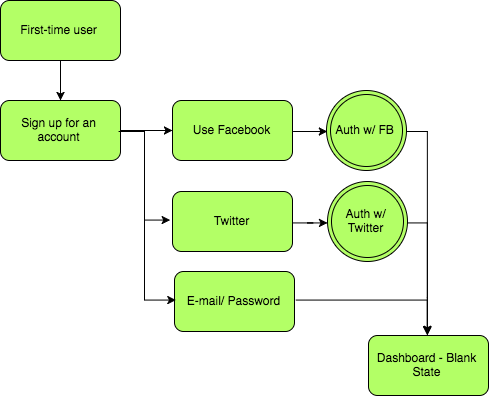 First-time user
Sign up for an
account
Use Facebook
Auth w/ FB
Twitter
Auth w/
Twitter
E-mail/ Password
Dashboard - Blank
State